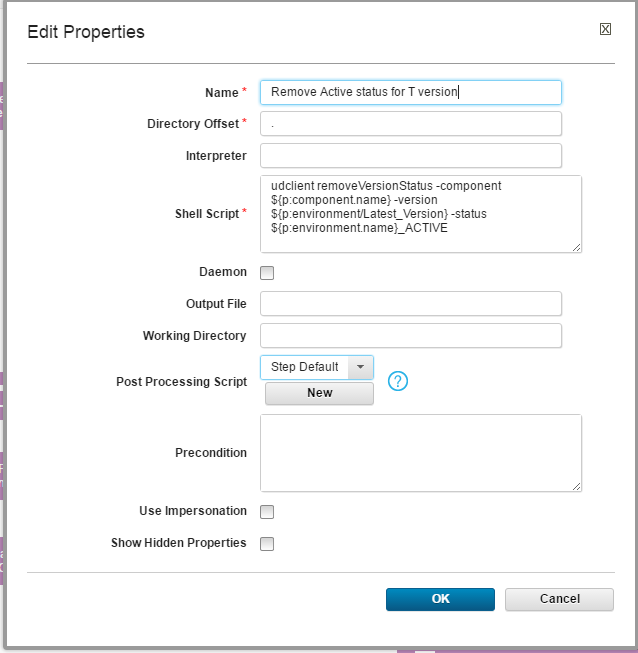 Edit Properties
X
Name *
Remove Active status for T version
Directory Offset *
.
Interpreter
Shell Script *
udclient removeVersionStatus -component
${p:component.name} -version
${p:environment/Latest_Version} -status
${p:environment.name}_ACTIVE
Daemon
Output File
Working Directory
Post Processing Script
Step Default
?
New
Precondition
Use Impersonation
Show Hidden Properties
OK
Cancel